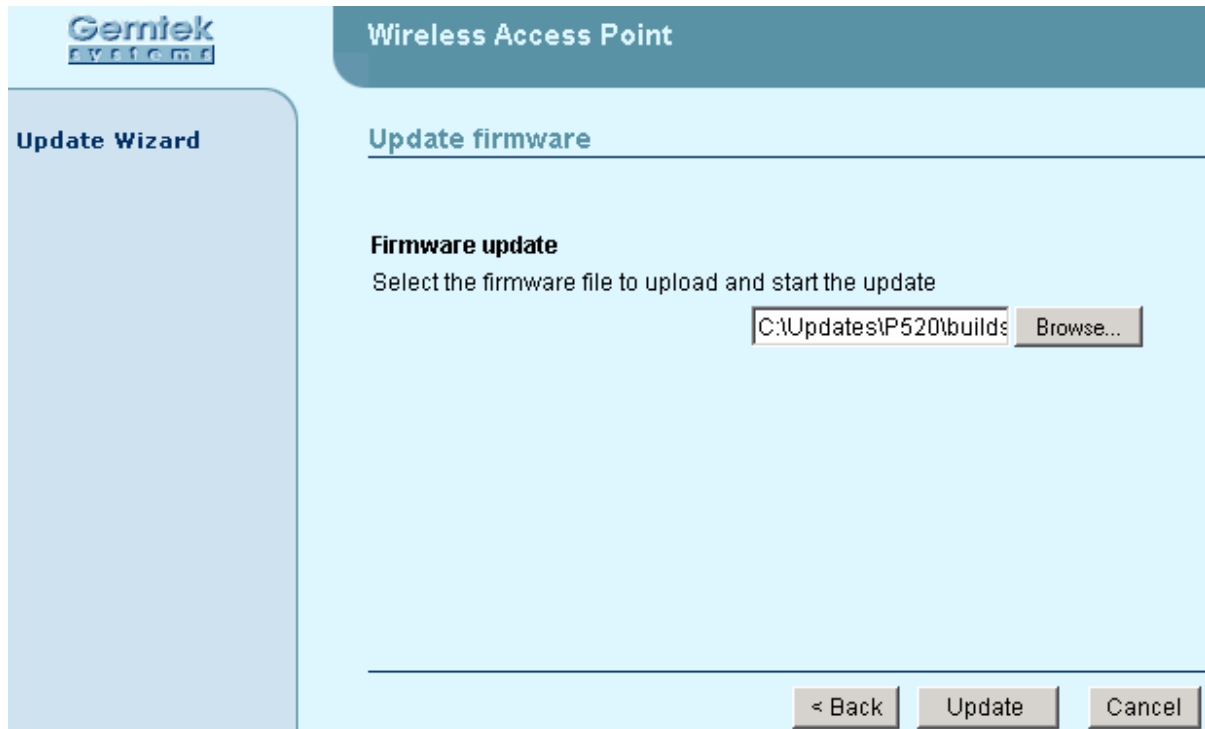 Gemtek
systems
Wireless Access Point
Update Wizard
Update firmware
Firmware update
Select the firmware file to upload and start the update
C:\Updates\P520\builds
Browse...
< Back
Update
Cancel